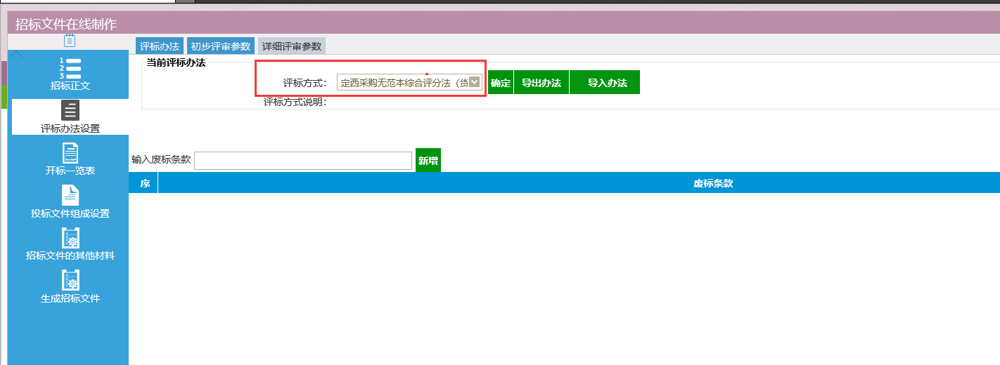 招标文件在线制作
评标办法 初步评审参数 详细评审参数
当前评标办法
评标方式： 定西采购无范本综合评分法（货 确定 导出办法 导入办法
评标方式说明：
输入废标条款 新增
序 废标条款
1
2
3
招标正文
评标办法设置
开标一览表
投标文件组成设置
招标文件的其他材料
生成招标文件